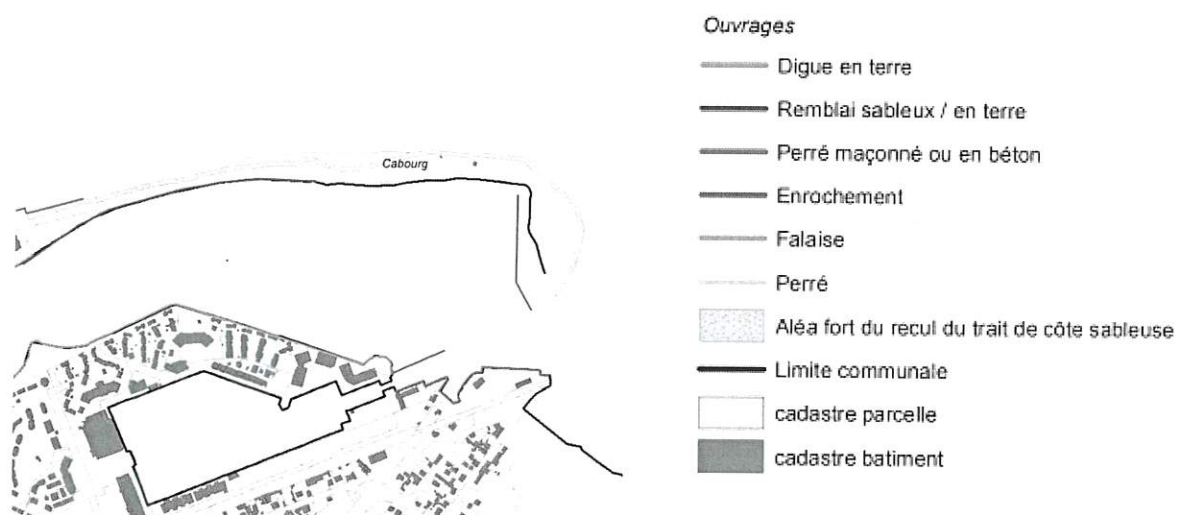 Cabourg
Ouvrages
Digue en terre
Remblai sableux / en terre
Perré maçonné ou en béton
Enrochement
Falaise
Perré
Aléa fort du recul du trait de côte sableuse
Limite communale
cadastre parcelle
cadastre batiment